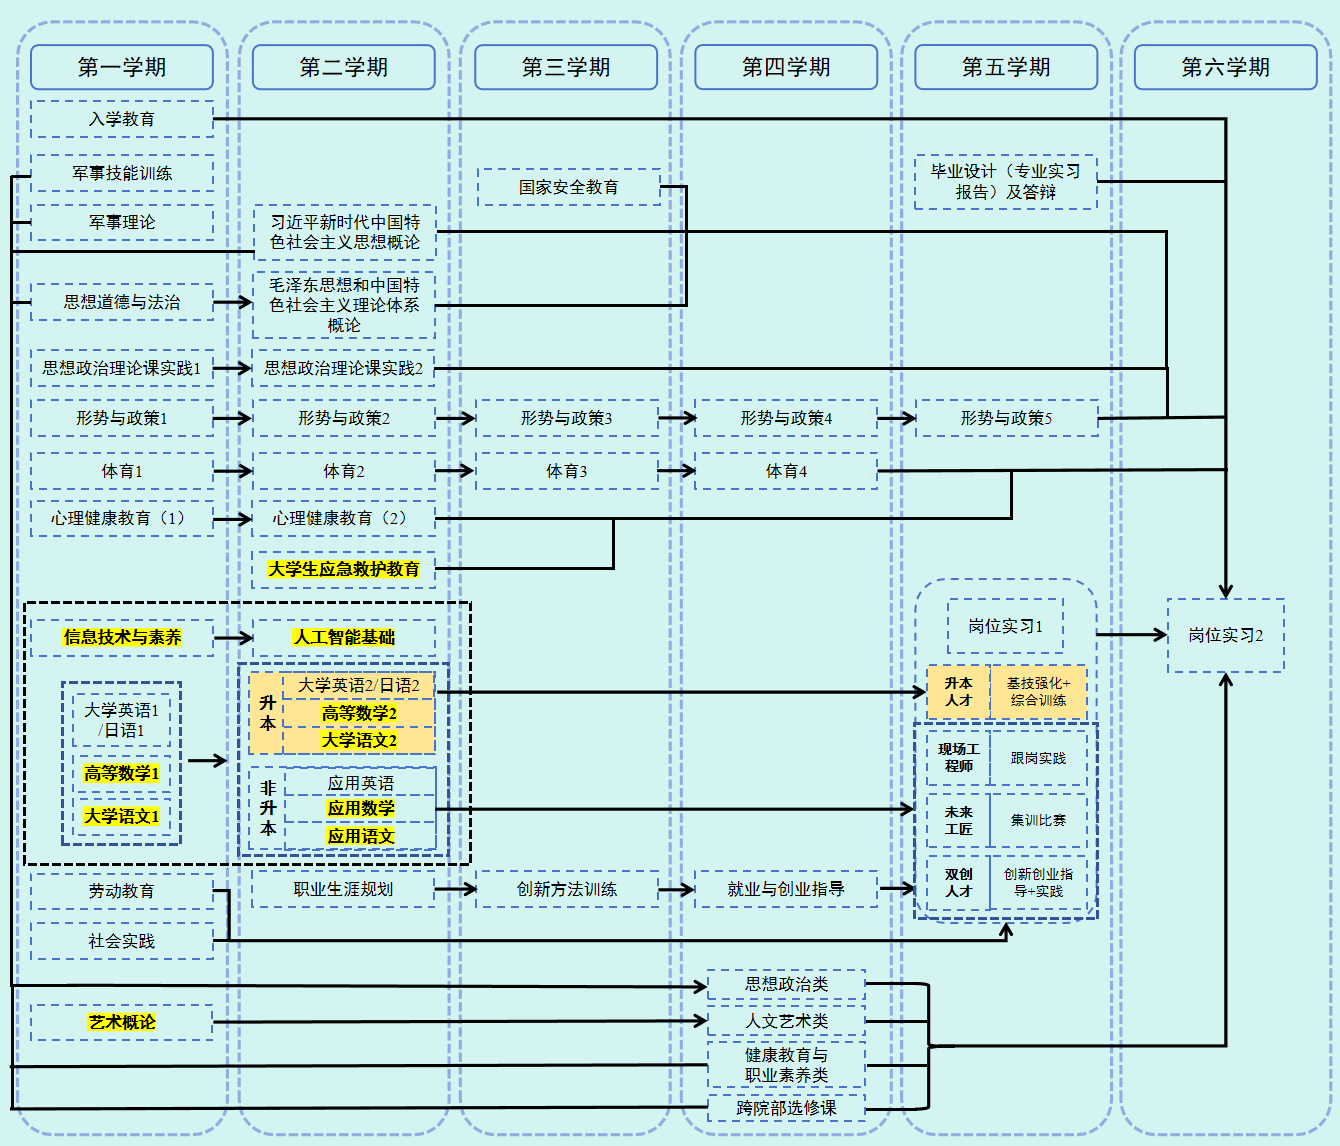 第一学期
第二学期
第三学期
第四学期
第五学期
第六学期
入学教育
军事技能训练
国家安全教育
毕业设计（专业实习
报告）及答辩
军事理论
习近平新时代中国特
色社会主义思想概论
思想道德与法治
毛泽东思想和中国特
色社会主义理论体系
概论
思想政治理论课实践1
思想政治理论课实践2
形势与政策1
形势与政策2
形势与政策3
形势与政策4
形势与政策5
体育1
体育2
体育3
体育4
心理健康教育（1）
心理健康教育（2）
大学生应急救护教育
信息技术与素养
人工智能基础
岗位实习1
岗位实习2
大学英语1
/日语1
高等数学1
大学语文1
升
本
大学英语2/日语2
高等数学2
大学语文2
非
升
本
应用英语
应用数学
应用语文
升本
人才
基技强化+
综合训练
现场工
程师
跟岗实践
未来
工匠
集训比赛
双创
人才
创新创业指
导+实践
劳动教育
职业生涯规划
创新方法训练
就业与创业指导
社会实践
思想政治类
艺术概论
人文艺术类
健康教育与
职业素养类
跨院部选修课